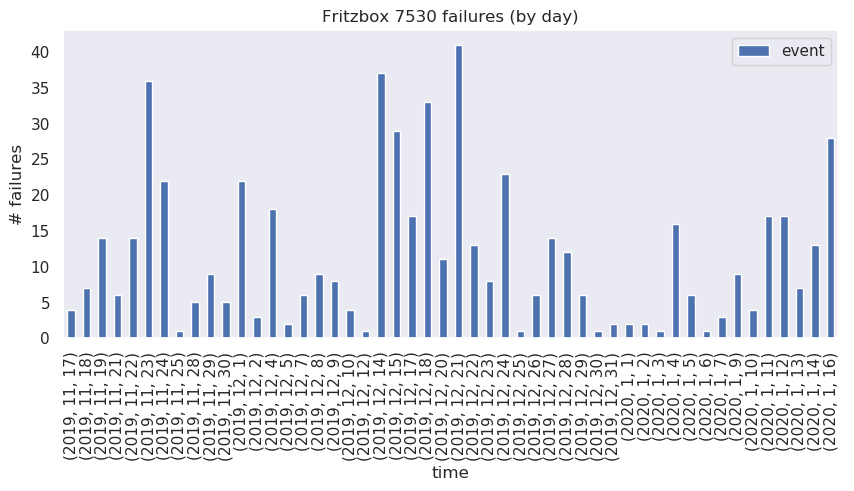 Fritzbox 7530 failures (by day)
event
# failures
40
35
30
25
20
15
10
5
0
(2019, 11, 17)
(2019, 11, 18)
(2019, 11, 19)
(2019, 11, 21)
(2019, 11, 22)
(2019, 11, 23)
(2019, 11, 24)
(2019, 11, 25)
(2019, 11, 28)
(2019, 11, 29)
(2019, 11, 30)
(2019, 12, 1)
(2019, 12, 2)
(2019, 12, 4)
(2019, 12, 5)
(2019, 12, 7)
(2019, 12, 8)
(2019, 12, 9)
(2019, 12, 10)
(2019, 12, 12)
(2019, 12, 14)
(2019, 12, 15)
(2019, 12, 17)
(2019, 12, 18)
(2019, 12, 20)
(2019, 12, 21)
(2019, 12, 22)
(2019, 12, 23)
(2019, 12, 24)
(2019, 12, 25)
(2019, 12, 26)
(2019, 12, 27)
(2019, 12, 28)
(2019, 12, 29)
(2019, 12, 30)
(2019, 12, 31)
(2020, 1, 1)
(2020, 1, 2)
(2020, 1, 3)
(2020, 1, 4)
(2020, 1, 5)
(2020, 1, 6)
(2020, 1, 7)
(2020, 1, 9)
(2020, 1, 10)
(2020, 1, 11)
(2020, 1, 12)
(2020, 1, 13)
(2020, 1, 14)
(2020, 1, 16)
time